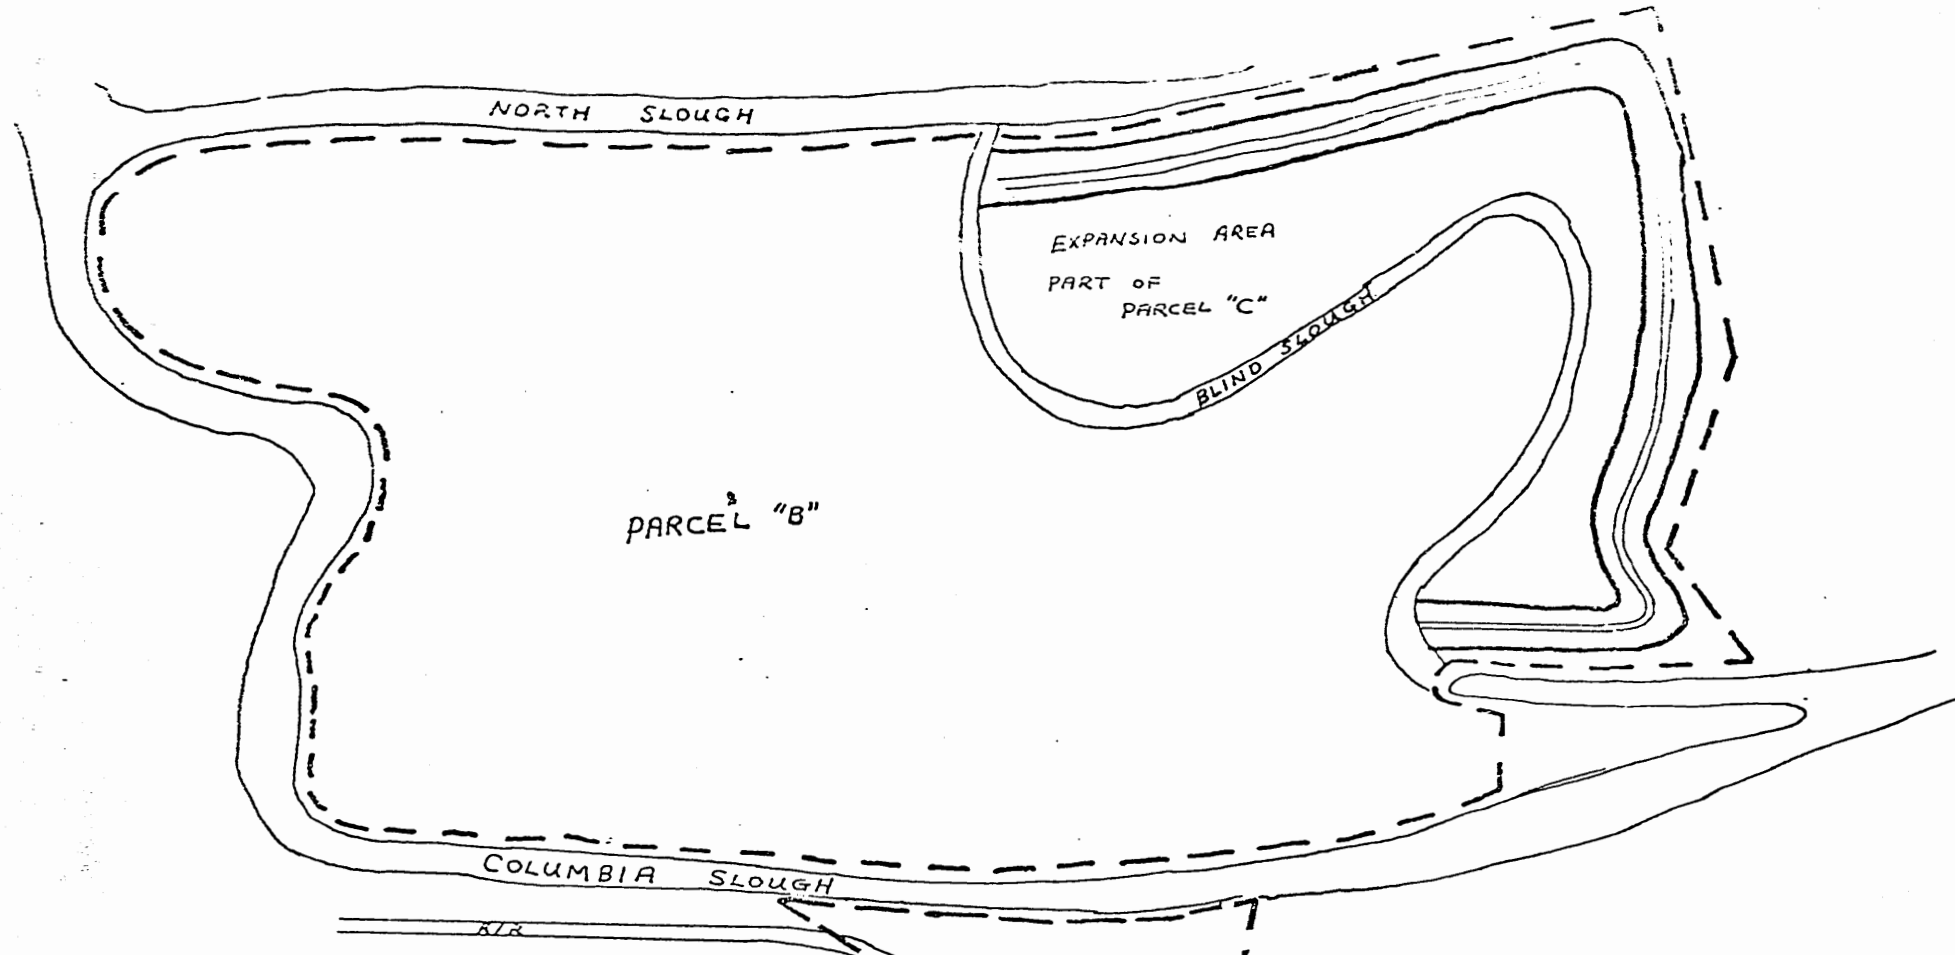 NORTH SLOUGH
EXPANSION AREA
PART OF
PARCEL "C"
BLIND SLOUGH
PARCEL "B"
COLUMBIA SLOUGH
R/R